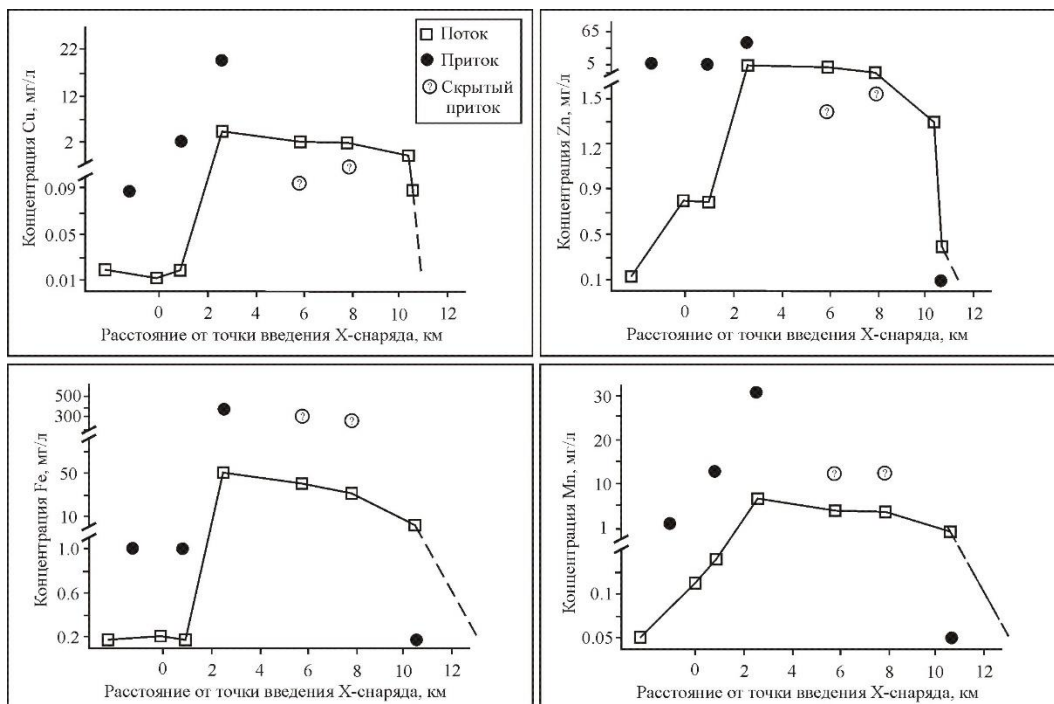 Концентрация Cu, мг/л
22
12
2
0.09
0.05
0.01
0 2 4 6 8 10 12
Расстояние от точки введения X-снаряда, км
Поток
Приток
? Скрытый
приток
?
?
Концентрация Zn, мг/л
65
5
1.5
1.2
0.9
0.5
0.1
?
?
0 2 4 6 8 10 12
Расстояние от точки введения X-снаряда, км
Концентрация Fe, мг/л
500
300
50
10
1.0
0.6
0.2
?
?
0 2 4 6 8 10 12
Расстояние от точки введения X-снаряда, км
Концентрация Mn, мг/л
30
20
10
1
0.1
0.05
?
?
0 2 4 6 8 10 12
Расстояние от точки введения X-снаряда, км